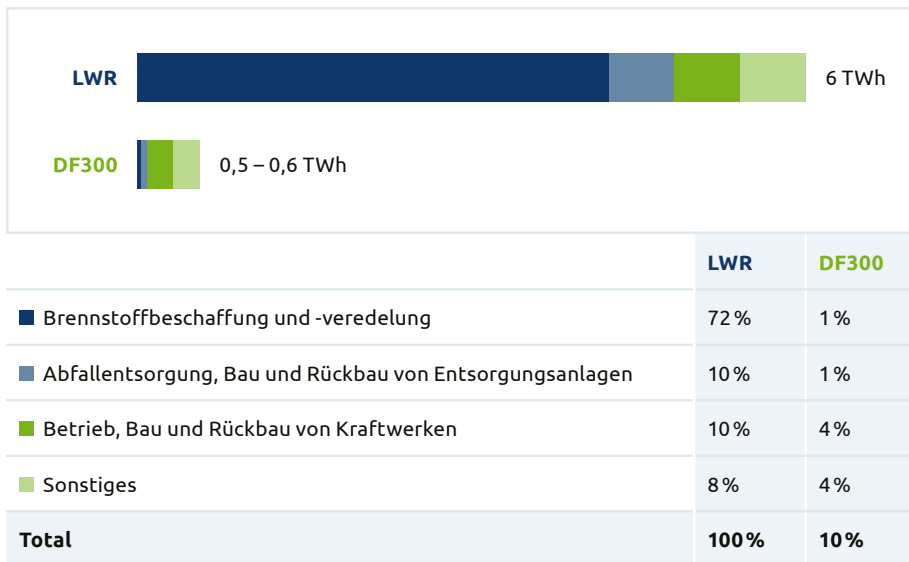 LWR 6 TWh
DF300 0,5 – 0,6 TWh
LWR DF300
Brennstoffbeschaffung und -veredelung 72 % 1 %
Abfallentsorgung, Bau und Rückbau von Entsorgungsanlagen 10 % 1 %
Betrieb, Bau und Rückbau von Kraftwerken 10 % 4 %
Sonstiges 8 % 4 %
Total 100 % 10 %